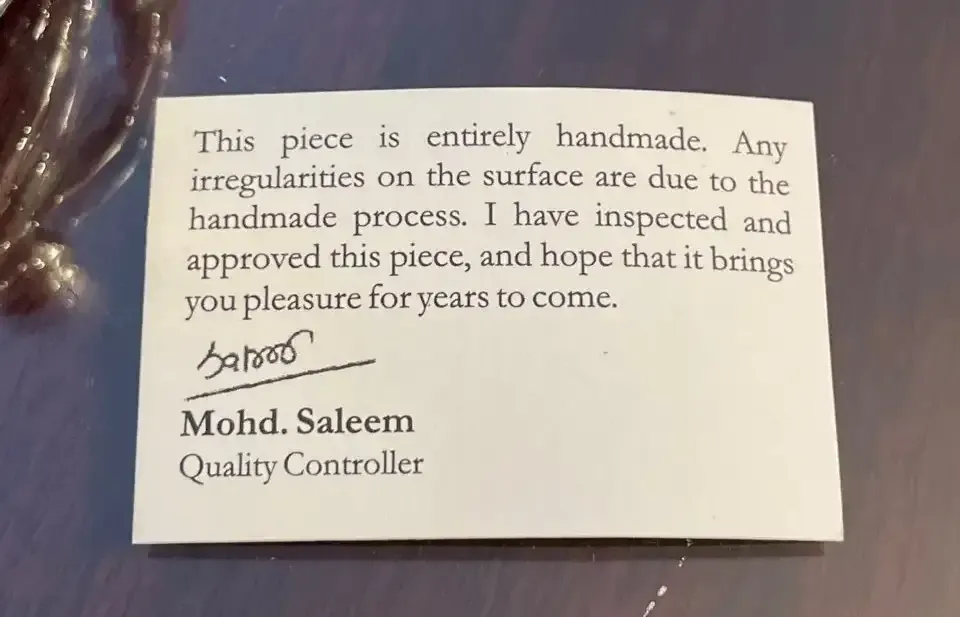 This piece is entirely handmade. Any
irregularities on the surface are due to the
handmade process. I have inspected and
approved this piece, and hope that it brings
you pleasure for years to come.
Mohd. Saleem
Quality Controller